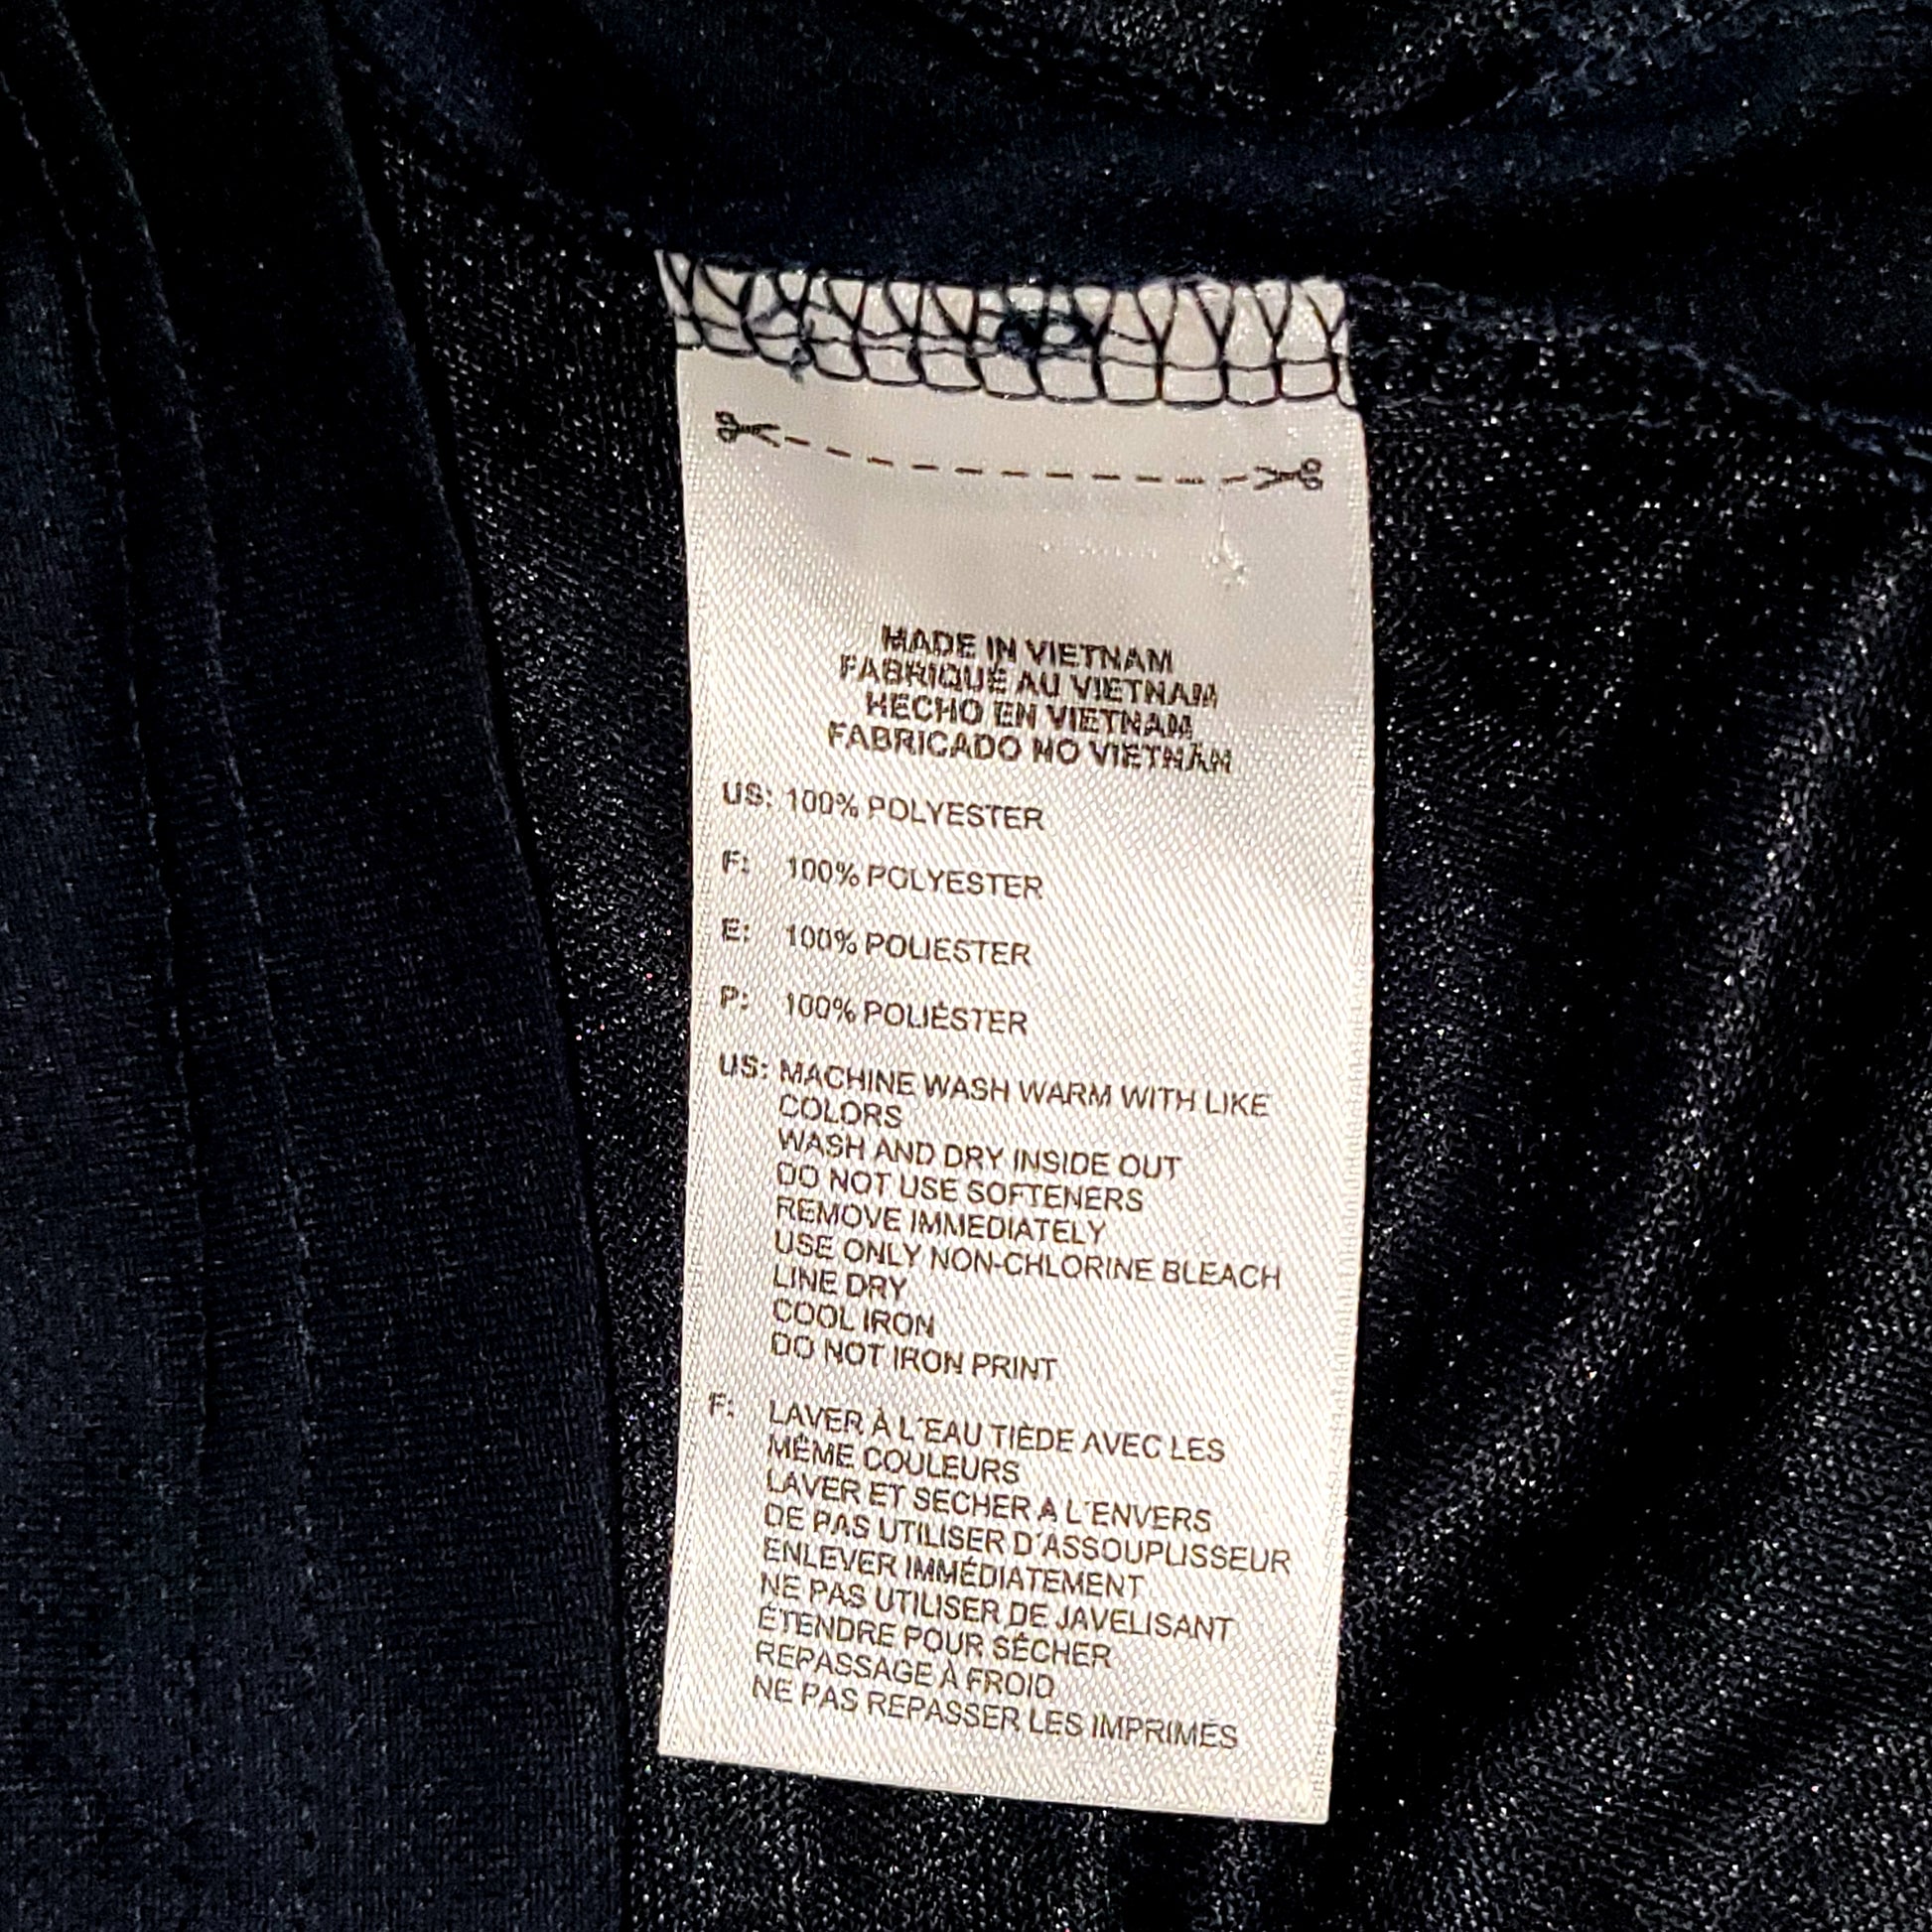 MADE IN VIETNAM
FABRIQUÉ AU VIETNAM
HECHO EN VIETNAM
FABRICADO NO VIETNÃM
US: 100% POLYESTER
F: 100% POLYESTER
E: 100% POLIESTER
P: 100% POLIÉSTER
US: MACHINE WASH WARM WITH LIKE
COLORS
WASH AND DRY INSIDE OUT
DO NOT USE SOFTENERS
REMOVE IMMEDIATELY
USE ONLY NON-CHLORINE BLEACH
LINE DRY
COOL IRON
DO NOT IRON PRINT
F: LAVER À L'EAU TIÈDE AVEC LES
MÊME COULEURS
LAVER ET SECHER A L'ENVERS
DE PAS UTILISER D'ASSOUPLISSEUR
ENLEVER IMMÉDIATEMENT
NE PAS UTILISER DE JAVELISANT
ÉTENDRE POUR SÉCHER
REPASSAGE À FROID
NE PAS REPASSER LES IMPRIMÉS